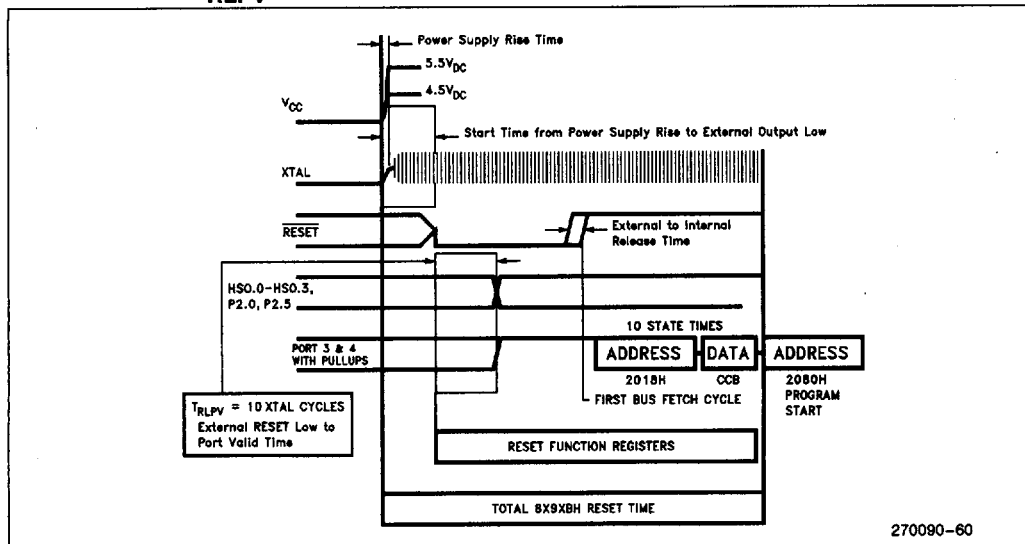 RLPV
Power Supply Rise Time
5.5V_DC
4.5V_DC
V_CC
Start Time from Power Supply Rise to External Output Low
XTAL
RESET
External to Internal
Release Time
HSO.0-HSO.3,
P2.0, P2.5
10 STATE TIMES
PORT 3 & 4
WITH PULLUPS
ADDRESS
DATA
ADDRESS
2018H
CCB
2080H
PROGRAM
START
FIRST BUS FETCH CYCLE
T_RLPV = 10 XTAL CYCLES
External RESET Low to
Port Valid Time
RESET FUNCTION REGISTERS
TOTAL 8X9XBH RESET TIME
270090-60